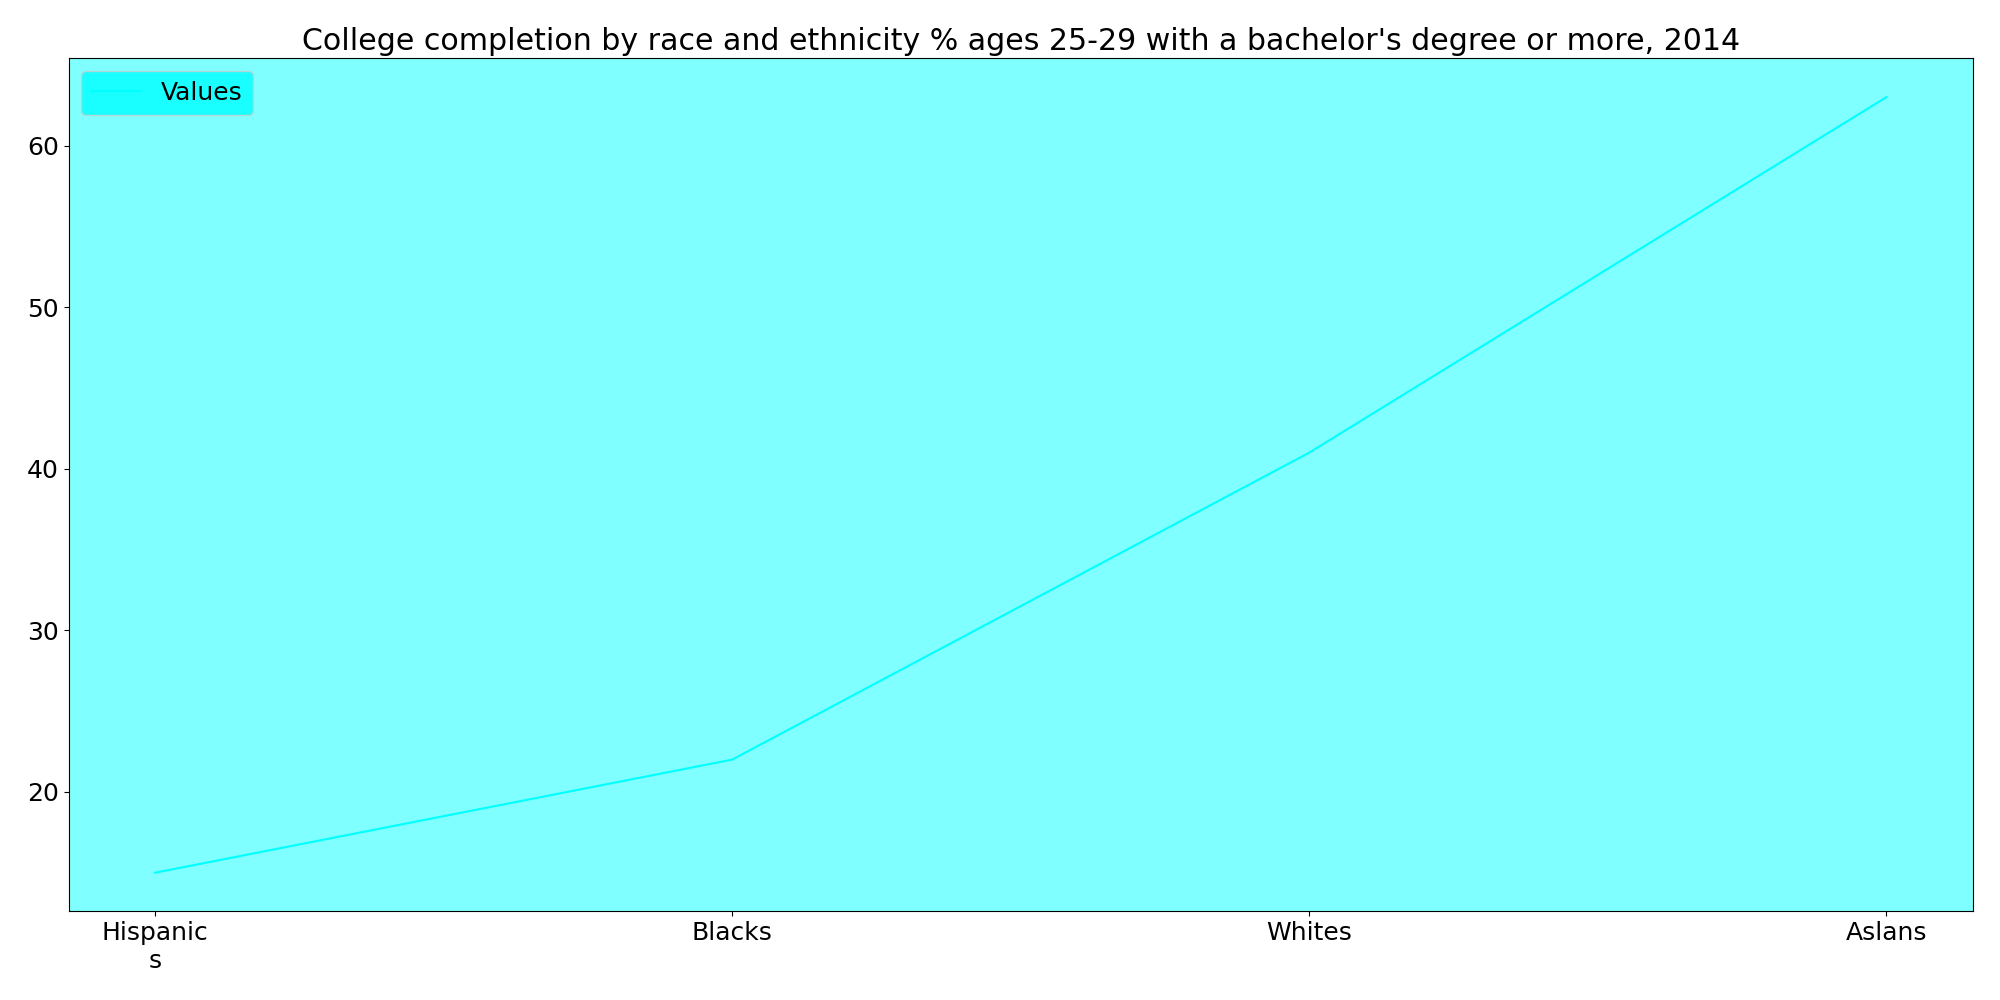 College completion by race and ethnicity % ages 25-29 with a bachelor's degree or more, 2014
Values
60
50
40
30
20
Hispanic
s
Blacks
Whites
Aslans